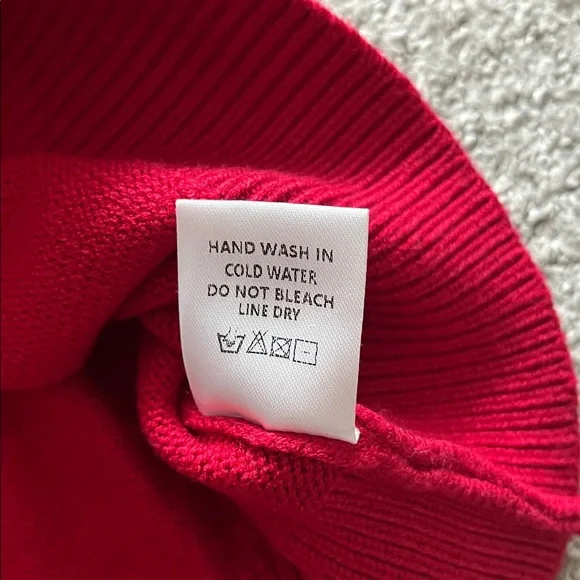 HAND WASH IN
COLD WATER
DO NOT BLEACH
LINE DRY